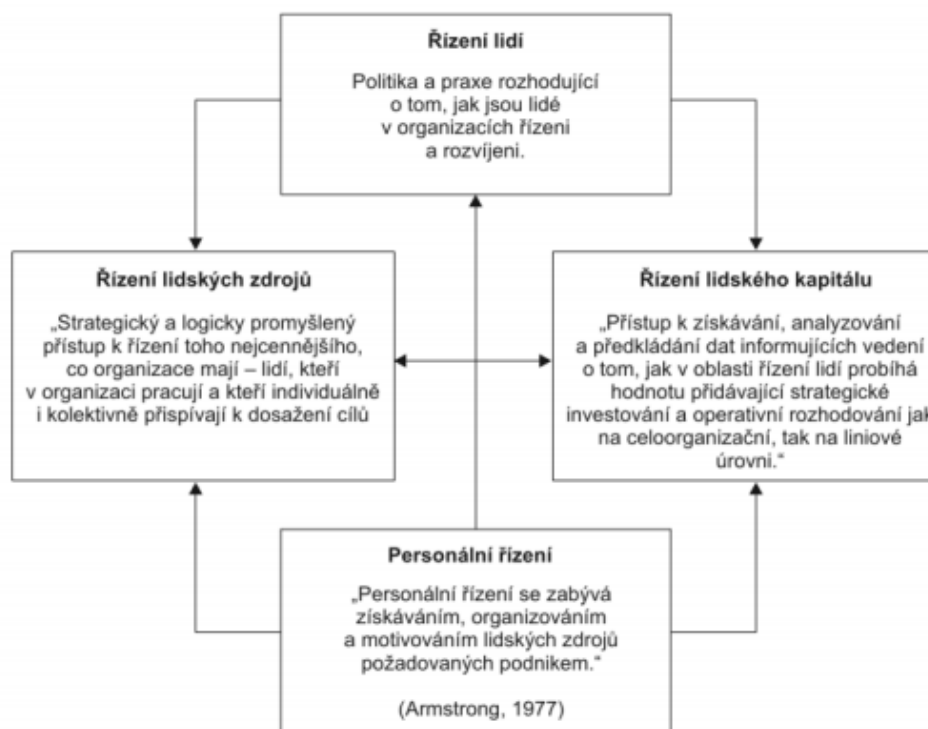 Řízení lidí
Politika a praxe rozhodující
o tom, jak jsou lidé
v organizacích řízeni
a rozvíjeni.
Řízení lidských zdrojů
„Strategický a logicky promyšlený
přístup k řízení toho nejcennějšího,
co organizace mají – lidí, kteří
v organizaci pracují a kteří individuálně
i kolektivně přispívají k dosažení cílů
Řízení lidského kapitálu
„Přístup k získávání, analyzování
a předkládání dat informujících vedení
o tom, jak v oblasti řízení lidí probíhá
hodnotu přidávající strategické
investování a operativní rozhodování jak
na celoorganizační, tak na liniové
úrovni.“
Personální řízení
„Personální řízení se zabývá
získáváním, organizováním
a motivováním lidských zdrojů
požadovaných podnikem.“
(Armstrong, 1977)